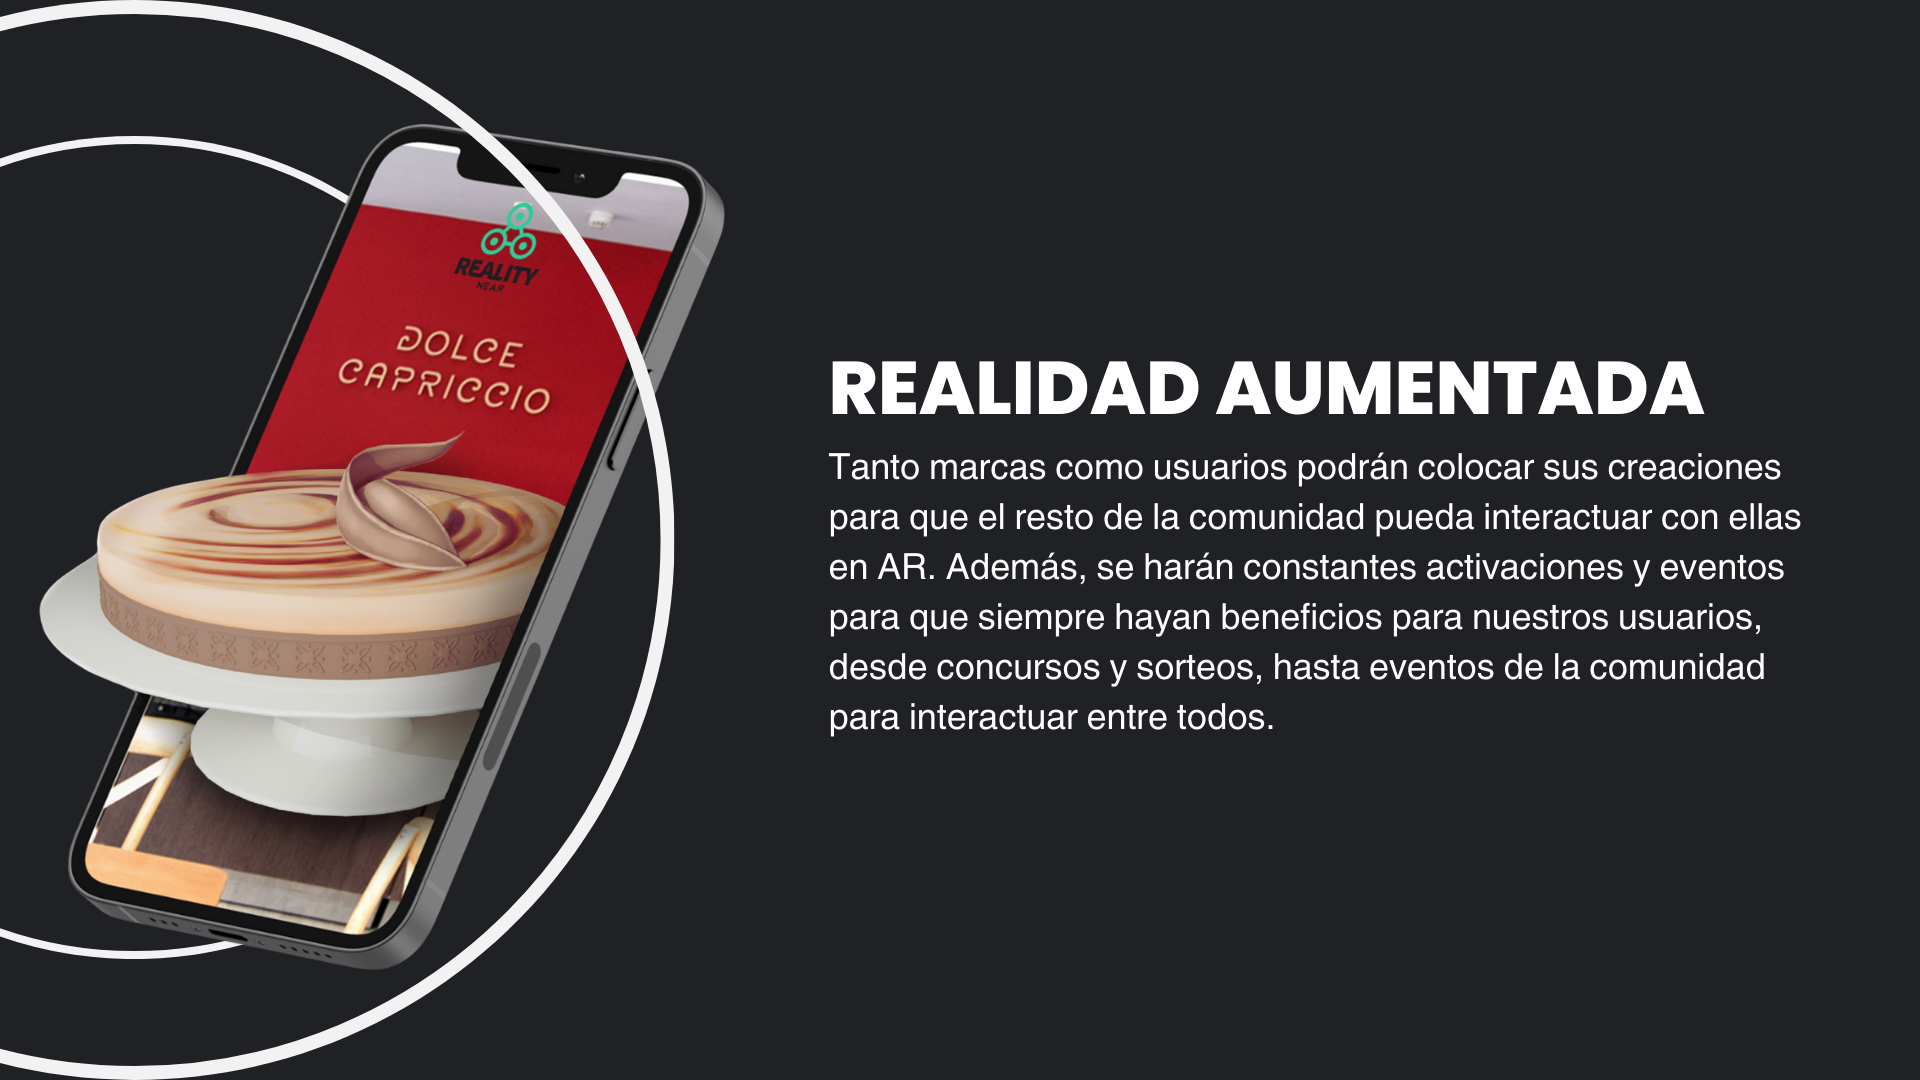 REALITY
NEAR
DOLCE
CAPRICCIO
REALIDAD AUMENTADA
Tanto marcas como usuarios podrán colocar sus creaciones
para que el resto de la comunidad pueda interactuar con ellas
en AR. Además, se harán constantes activaciones y eventos
para que siempre hayan beneficios para nuestros usuarios,
desde concursos y sorteos, hasta eventos de la comunidad
para interactuar entre todos.